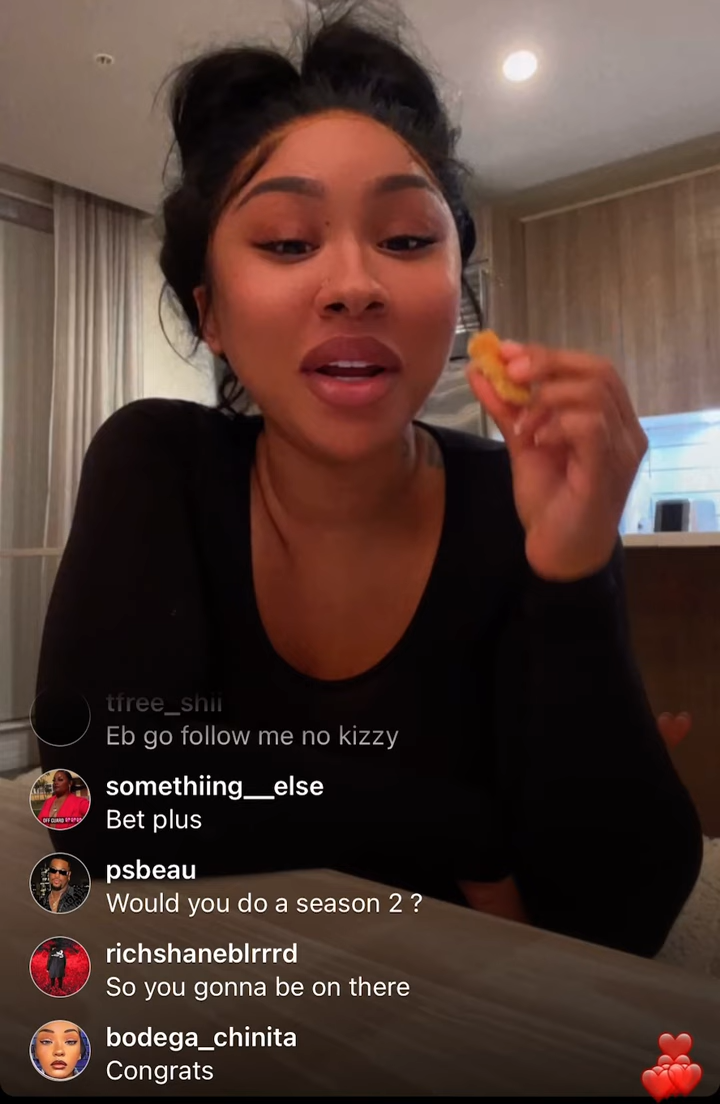 tfree_shii
Eb go follow me no kizzy
somethiing__else
Bet plus
psbeau
Would you do a season 2 ?
richshaneblrrrd
So you gonna be on there
bodega_chinita
Congrats